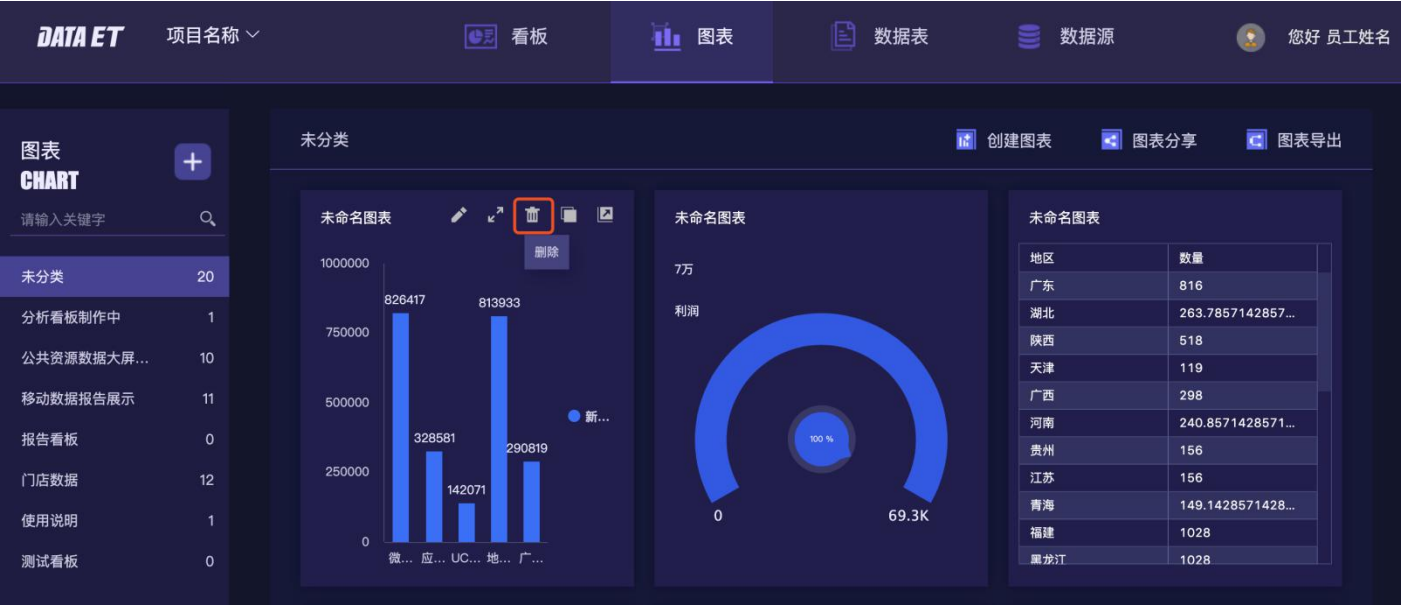 DATA ET
项目名称
看板
图表
数据表
数据源
您好 员工姓名
图表
CHART
请输入关键字
未分类 20
分析看板制作中 1
公共资源数据大屏... 10
移动数据报告展示 11
报告看板 0
门店数据 12
使用说明 1
测试看板 0
未分类
创建图表
图表分享
图表导出
未命名图表
删除
1000000
750000
500000
250000
0
826417
328581
142071
813933
290819
微... 应... UC... 地... 广...
新...
未命名图表
7万
利润
100 %
0
69.3K
未命名图表
地区 数量
广东 816
湖北 263.7857142857...
陕西 518
天津 119
广西 298
河南 240.8571428571...
贵州 156
江苏 156
青海 149.1428571428...
福建 1028
黑龙江 1028